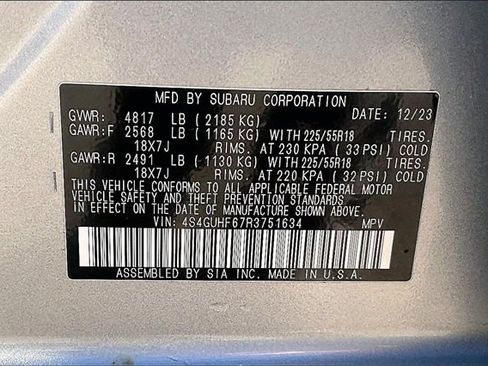 MFD BY SUBARU CORPORATION DATE: 12/23
GVWR: 4817 LB ( 2185 KG)
GAWR:F 2568 LB ( 1165 KG) WITH 225/55R18 TIRES.
18X7J RIMS. AT 230 KPA ( 33 PSI) COLD
GAWR:R 2491 LB ( 1130 KG) WITH 225/55R18 TIRES.
18X7J RIMS. AT 220 KPA ( 32 PSI) COLD
THIS VEHICLE CONFORMS TO ALL APPLICABLE FEDERAL MOTOR
VEHICLE SAFETY AND THEFT PREVENTION STANDARDS
IN EFFECT ON THE DATE OF MANUFACTURE SHOWN ABOVE.
VIN: 4S4GUHF67R3751634 MPV
ASSEMBLED BY SIA INC. MADE IN U.S.A.